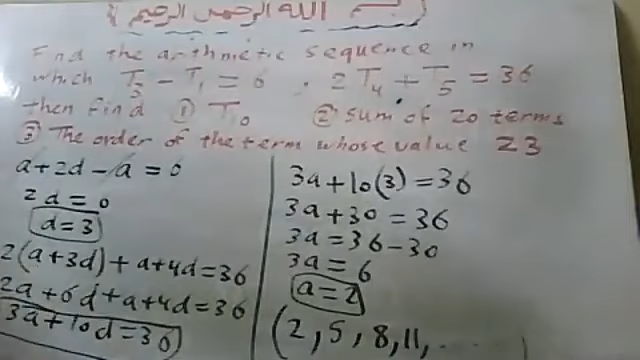 { بسم الله الرحمن الرحيم }
Find the arithmetic sequence in
which T₃ - T₁ = 6 . 2T₄ + T₅ = 36
then find ① T₁₀ ② sum of 20 terms
③ The order of the term whose value 23
a+2d-a = 6
2d = 6
d=3
2(a+3d)+a+4d=36
2a+6d+a+4d=36
3a+10d=36
3a+10(3)=36
3a+30=36
3a=36-30
3a=6
a=2
(2, 5, 8, 11, .......)